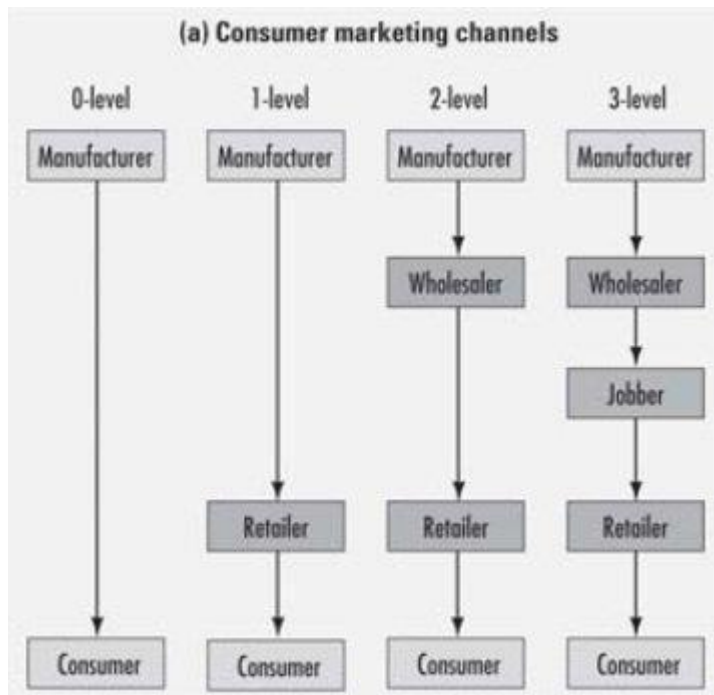 (a) Consumer marketing channels
0-level 1-level 2-level 3-level
Manufacturer Manufacturer Manufacturer Manufacturer
Wholesaler Wholesaler
Jobber
Retailer Retailer Retailer
Consumer Consumer Consumer Consumer